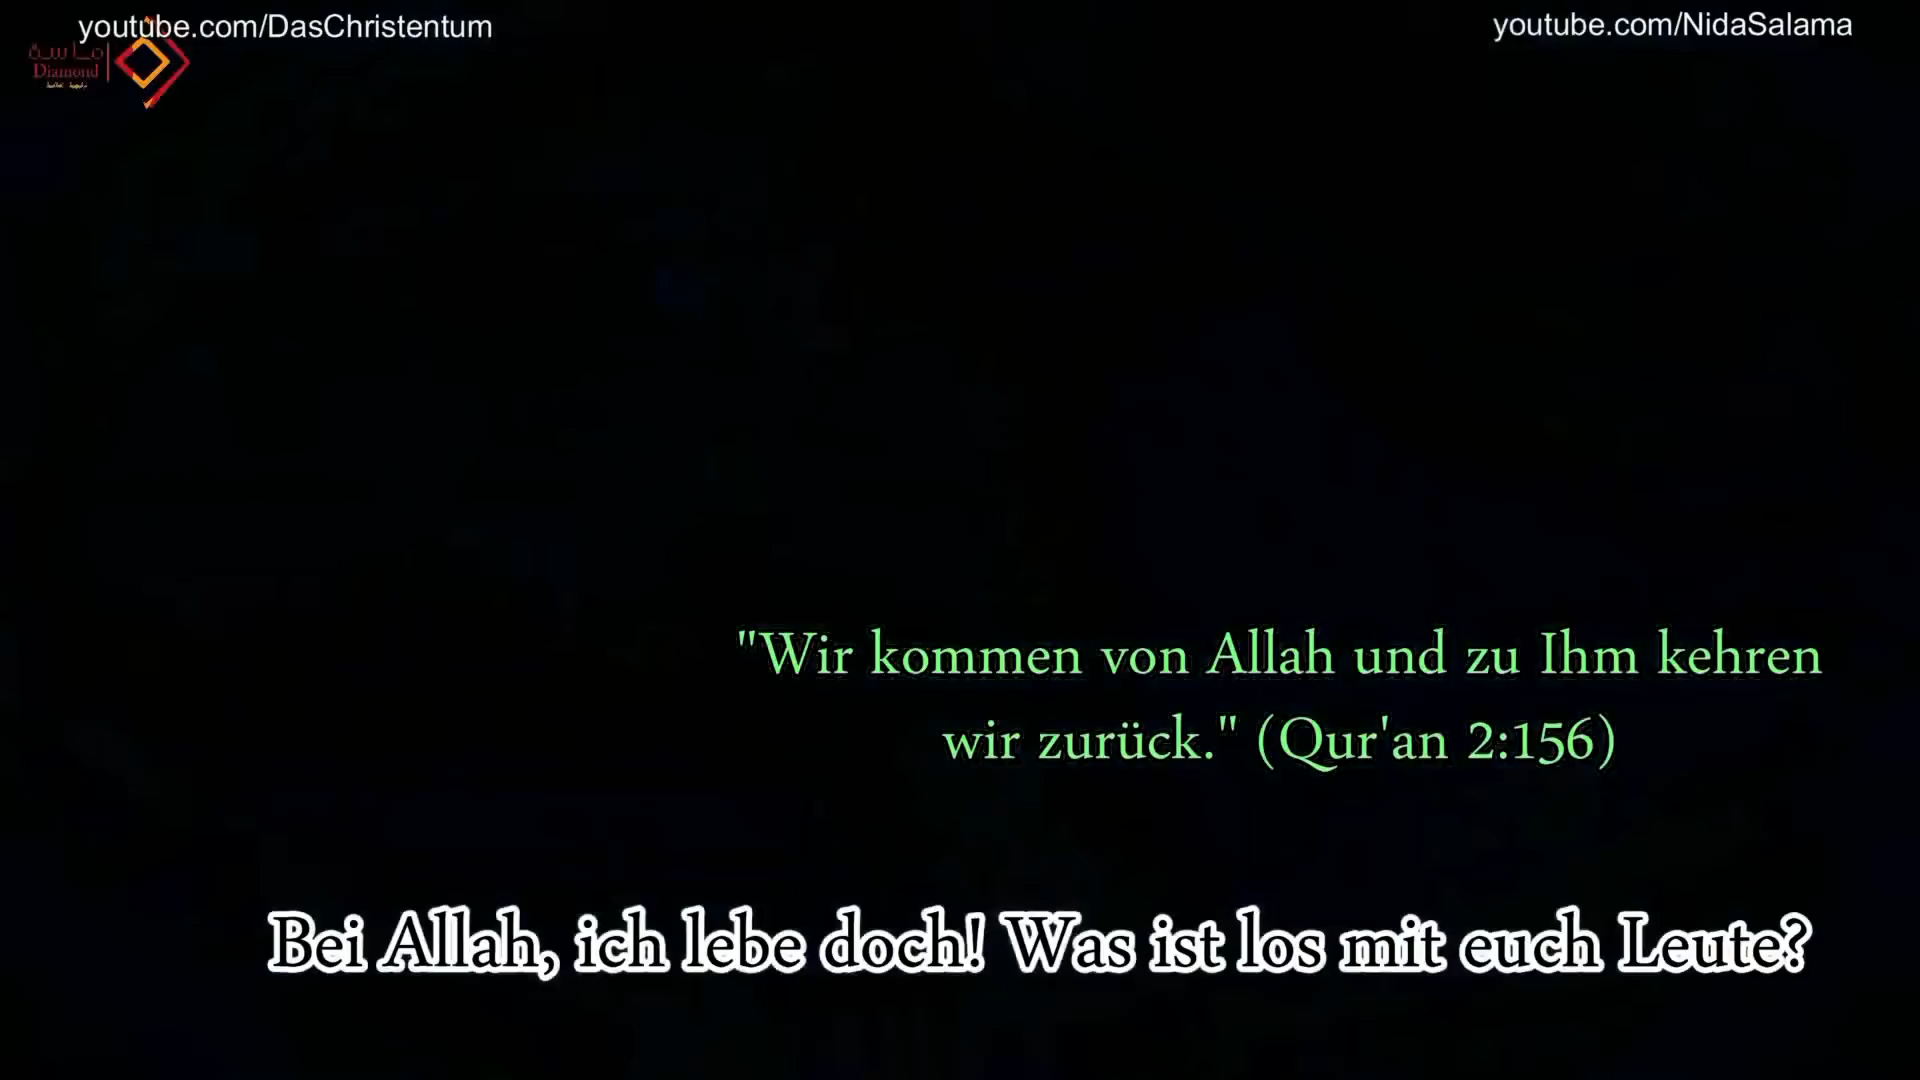 youtube.com/DasChristentum
youtube.com/NidaSalama
ماسة
Diamond
"Wir kommen von Allah und zu Ihm kehren
wir zurück." (Qur'an 2:156)
Bei Allah, ich lebe doch! Was ist los mit euch Leute?